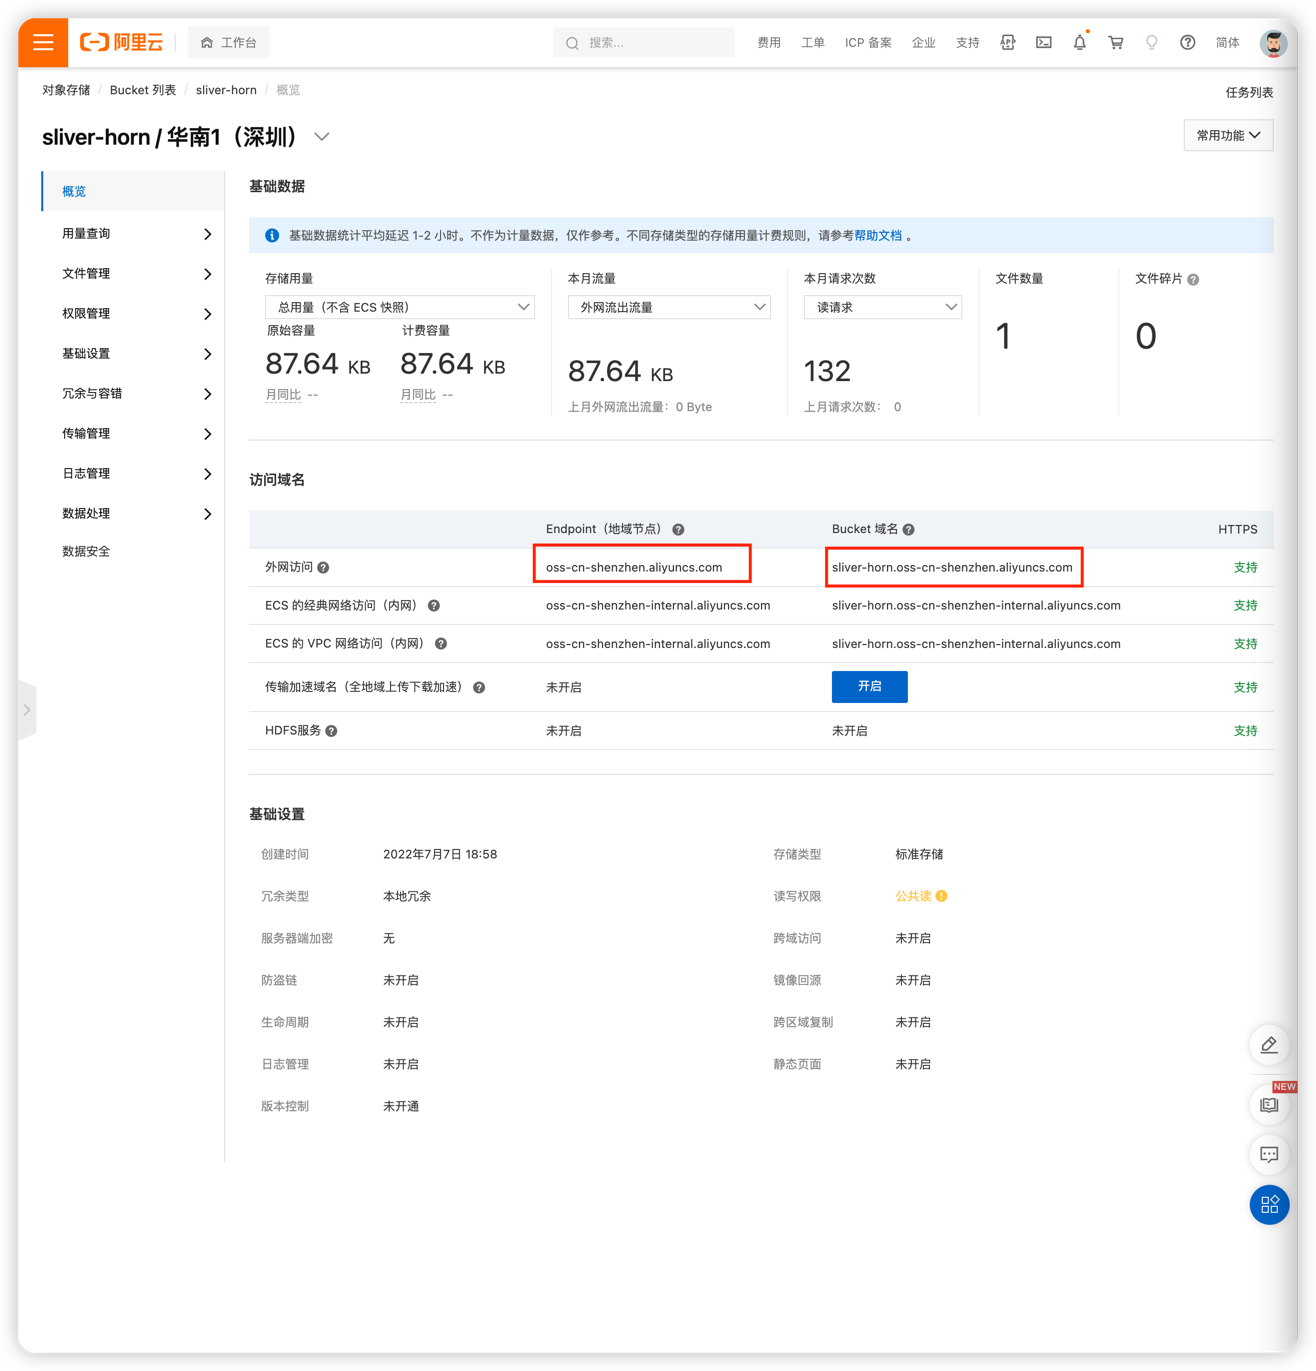 阿里云
工作台
搜索...
费用 工单 ICP 备案 企业 支持 简体
对象存储 / Bucket 列表 / sliver-horn / 概览
任务列表
sliver-horn / 华南1（深圳）
常用功能
概览
用量查询
文件管理
权限管理
基础设置
冗余与容错
传输管理
日志管理
数据处理
数据安全
基础数据
基础数据统计平均延迟 1-2 小时。不作为计量数据，仅作参考。不同存储类型的存储用量计费规则，请参考帮助文档 。
存储用量 本月流量 本月请求次数 文件数量 文件碎片
总用量（不含 ECS 快照） 外网流出流量 读请求
原始容量 计费容量
87.64 KB 87.64 KB 87.64 KB 132 1 0
月同比 -- 月同比 -- 上月外网流出流量：0 Byte 上月请求次数： 0
访问域名
Endpoint（地域节点） Bucket 域名 HTTPS
外网访问 oss-cn-shenzhen.aliyuncs.com sliver-horn.oss-cn-shenzhen.aliyuncs.com 支持
ECS 的经典网络访问（内网） oss-cn-shenzhen-internal.aliyuncs.com sliver-horn.oss-cn-shenzhen-internal.aliyuncs.com 支持
ECS 的 VPC 网络访问（内网） oss-cn-shenzhen-internal.aliyuncs.com sliver-horn.oss-cn-shenzhen-internal.aliyuncs.com 支持
传输加速域名（全地域上传下载加速） 未开启 开启 支持
HDFS服务 未开启 未开启 支持
基础设置
创建时间 2022年7月7日 18:58 存储类型 标准存储
冗余类型 本地冗余 读写权限 公共读
服务器端加密 无 跨域访问 未开启
防盗链 未开启 镜像回源 未开启
生命周期 未开启 跨区域复制 未开启
日志管理 未开启 静态页面 未开启
版本控制 未开通
NEW